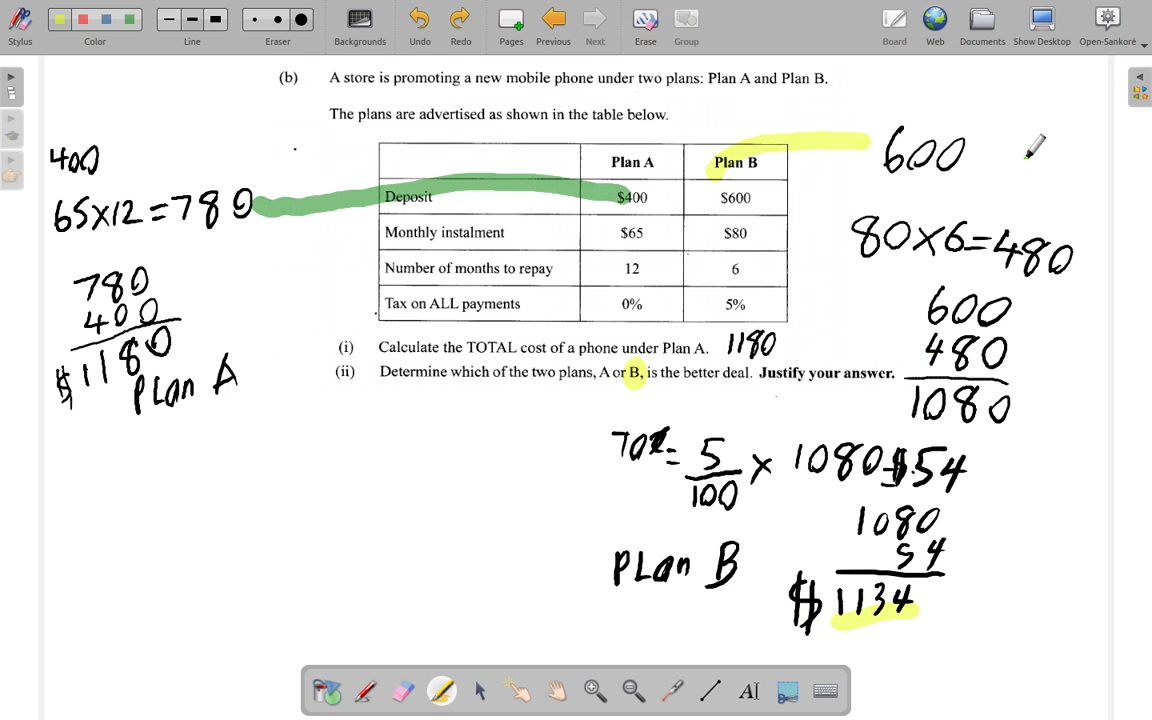 Stylus Color Line Eraser Backgrounds Undo Redo Pages Previous Next Erase Group Board Web Documents Show Desktop Open-Sankoré
(b) A store is promoting a new mobile phone under two plans: Plan A and Plan B.
The plans are advertised as shown in the table below.
Plan A Plan B
Deposit $400 $600
Monthly instalment $65 $80
Number of months to repay 12 6
Tax on ALL payments 0% 5%
(i) Calculate the TOTAL cost of a phone under Plan A. 1180
(ii) Determine which of the two plans, A or B, is the better deal. Justify your answer.
400
65x12=780
780
400
$1180
PLan A
600
80x6=480
600
480
1080
5/100 x 1080=$54
1080
54
$1134
PLan B